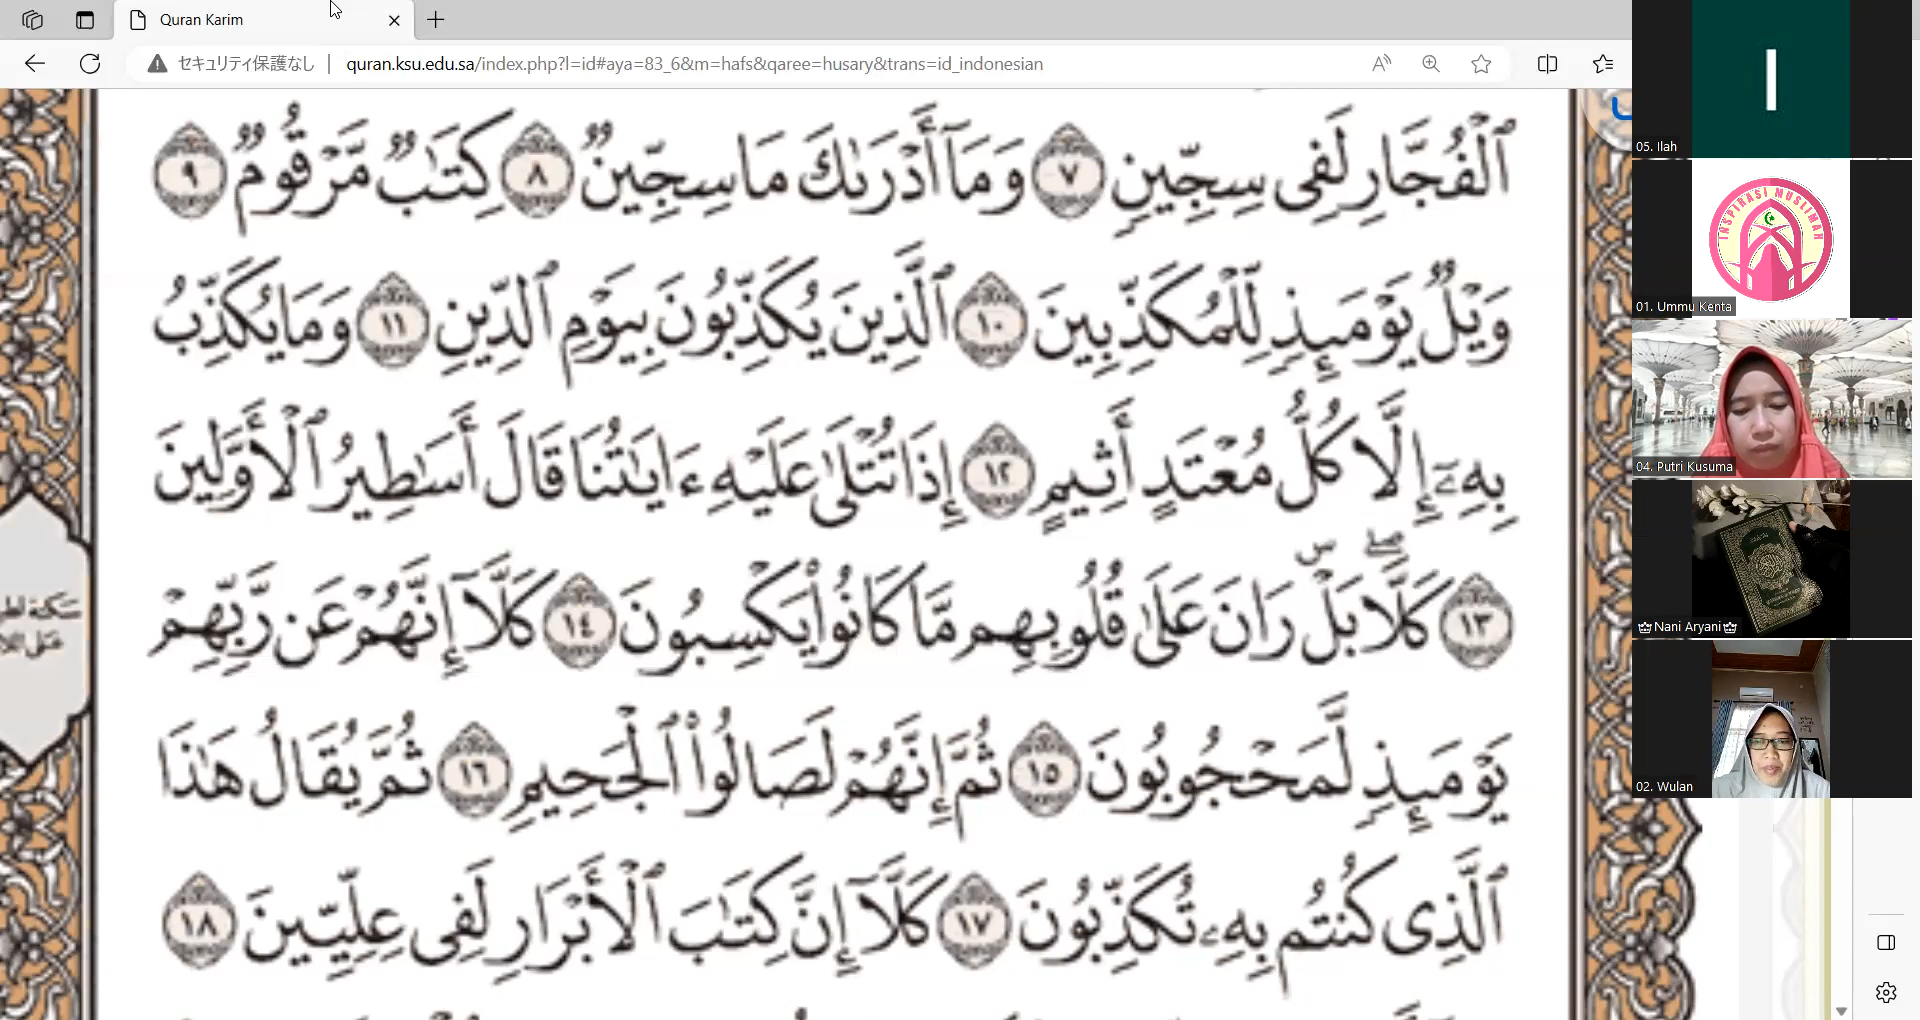 Quran Karim
セキュリティ保護なし
quran.ksu.edu.sa/index.php?l=id#aya=83_6&m=hafs&qaree=husary&trans=id_indonesian
ٱلْفُجَّارِ لَفِى سِجِّينٍ ٧ وَمَآ أَدْرَىٰكَ مَا سِجِّينٌ ٨ كِتَـٰبٌ مَّرْقُومٌ ٩
وَيْلٌ يَوْمَئِذٍ لِّلْمُكَذِّبِينَ ١٠ ٱلَّذِينَ يُكَذِّبُونَ بِيَوْمِ ٱلدِّينِ ١١ وَمَا يُكَذِّبُ
بِهِۦٓ إِلَّا كُلُّ مُعْتَدٍ أَثِيمٍ ١٢ إِذَا تُتْلَىٰ عَلَيْهِ ءَايَـٰتُنَا قَالَ أَسَـٰطِيرُ ٱلْأَوَّلِينَ
١٣ كَلَّا ۖ بَلْ ۜ رَانَ عَلَىٰ قُلُوبِهِم مَّا كَانُوا۟ يَكْسِبُونَ ١٤ كَلَّآ إِنَّهُمْ عَن رَّبِّهِمْ
يَوْمَئِذٍ لَّمَحْجُوبُونَ ١٥ ثُمَّ إِنَّهُمْ لَصَالُوا۟ ٱلْجَحِيمِ ١٦ ثُمَّ يُقَالُ هَـٰذَا
ٱلَّذِى كُنتُم بِهِۦ تُكَذِّبُونَ ١٧ كَلَّآ إِنَّ كِتَـٰبَ ٱلْأَبْرَارِ لَفِى عِلِّيِّينَ ١٨
I
05. Ilah
INSPIRASI MUSLIMAH
01. Ummu Kenta
04. Putri Kusuma
Nani Aryani
02. Wulan